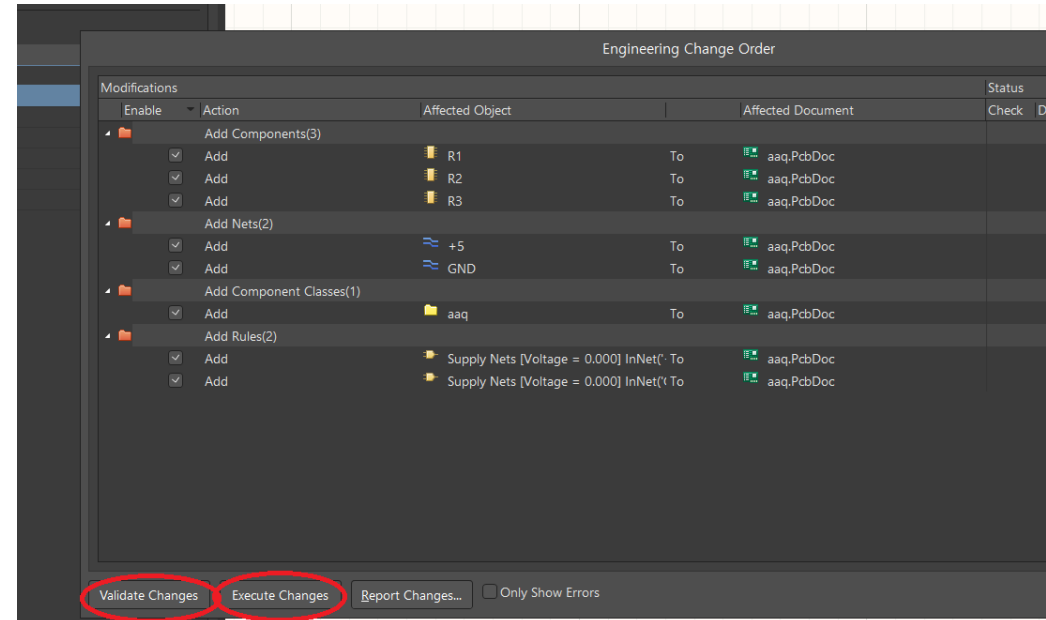 Engineering Change Order
Modifications Status
Enable Action Affected Object Affected Document Check D
Add Components(3)
Add R1 To aaq.PcbDoc
Add R2 To aaq.PcbDoc
Add R3 To aaq.PcbDoc
Add Nets(2)
Add +5 To aaq.PcbDoc
Add GND To aaq.PcbDoc
Add Component Classes(1)
Add aaq To aaq.PcbDoc
Add Rules(2)
Add Supply Nets [Voltage = 0.000] InNet(' To aaq.PcbDoc
Add Supply Nets [Voltage = 0.000] InNet('( To aaq.PcbDoc
Validate Changes Execute Changes Report Changes... Only Show Errors